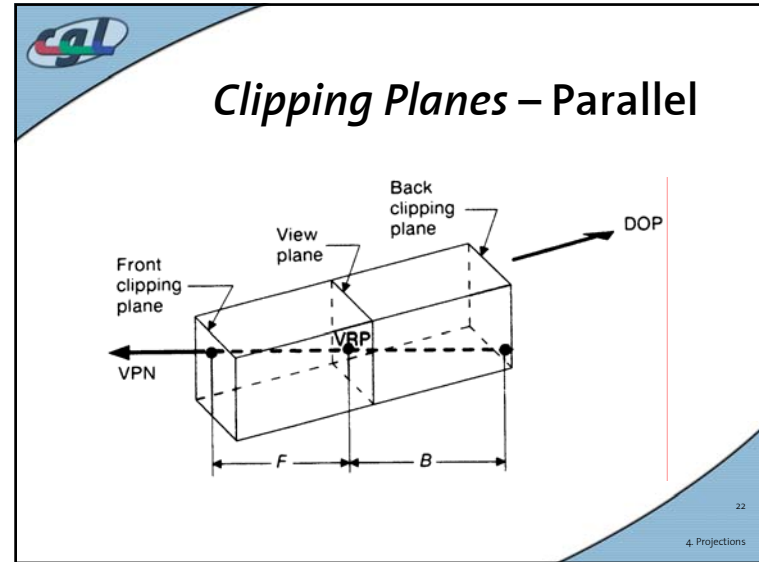 cgl
Clipping Planes – Parallel
Back
clipping
plane
DOP
View
plane
Front
clipping
plane
VRP
VPN
F
B
22
4. Projections